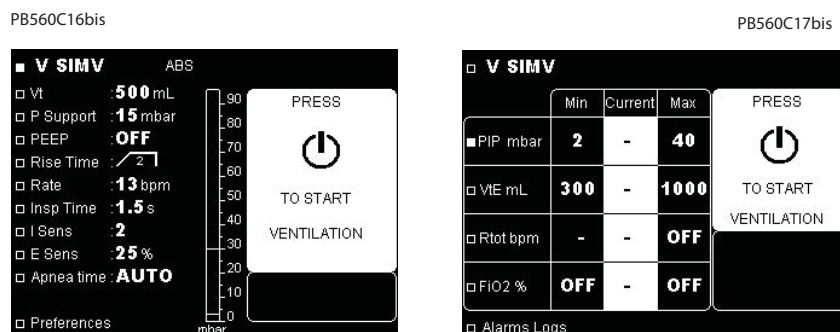 PB560C16bis
V SIMV ABS
Vt :500 mL
P Support :15 mbar
PEEP :OFF
Rise Time : 2
Rate :13 bpm
Insp Time :1.5 s
I Sens :2
E Sens :25 %
Apnea time :AUTO
Preferences
90
80
70
60
50
40
30
20
10
0
mbar
PRESS
TO START
VENTILATION
PB560C17bis
V SIMV
Min Current Max
PIP mbar 2 - 40
VtE mL 300 - 1000
Rtot bpm - - OFF
FiO2 % OFF - OFF
Alarms Logs
PRESS
TO START
VENTILATION